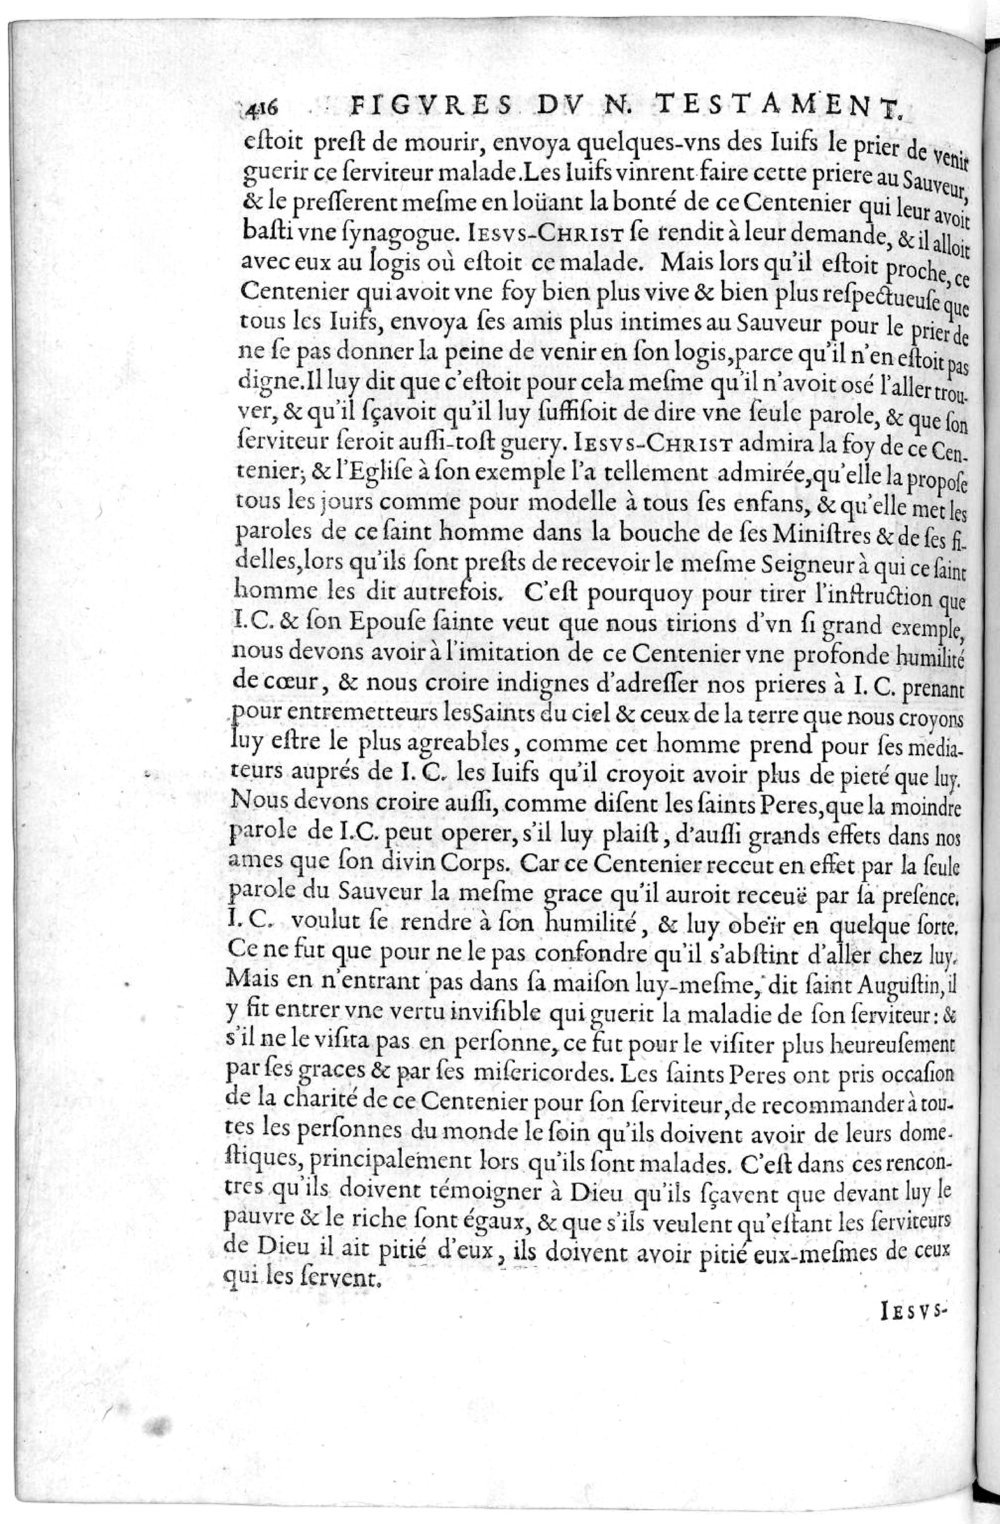 416 FIGVRES DV N. TESTAMENT.
eſtoit preſt de mourir, envoya quelques-vns des Iuifs le prier de venir
guerir ce ſerviteur malade. Les Iuifs vinrent faire cette priere au Sauveur,
& le preſſerent meſme en loüant la bonté de ce Centenier qui leur avoit
baſti vne ſynagogue. IESVS-CHRIST ſe rendit à leur demande, & il alloit
avec eux au logis où eſtoit ce malade. Mais lors qu'il eſtoit proche, ce
Centenier qui avoit vne foy bien plus vive & bien plus reſpectueuſe que
tous les Iuifs, envoya ſes amis plus intimes au Sauveur pour le prier de
ne ſe pas donner la peine de venir en ſon logis, parce qu'il n'en eſtoit pas
digne. Il luy dit que c'eſtoit pour cela meſme qu'il n'avoit osé l'aller trou-
ver, & qu'il ſçavoit qu'il luy ſuffiſoit de dire vne ſeule parole, & que ſon
ſerviteur ſeroit auſſi-toſt guery. IESVS-CHRIST admira la foy de ce Cen-
tenier; & l'Egliſe à ſon exemple l'a tellement admirée, qu'elle la propoſe
tous les jours comme pour modelle à tous ſes enfans, & qu'elle met les
paroles de ce ſaint homme dans la bouche de ſes Miniſtres & de ſes fi-
delles, lors qu'ils ſont preſts de recevoir le meſme Seigneur à qui ce ſaint
homme les dit autrefois. C'eſt pourquoy pour tirer l'inſtruction que
I. C. & ſon Epouſe ſainte veut que nous tirions d'vn ſi grand exemple,
nous devons avoir à l'imitation de ce Centenier vne profonde humilité
de cœur, & nous croire indignes d'adreſſer nos prieres à I. C. prenant
pour entremetteurs les Saints du ciel & ceux de la terre que nous croyons
luy eſtre le plus agreables, comme cet homme prend pour ſes media-
teurs auprés de I. C. les Iuifs qu'il croyoit avoir plus de pieté que luy.
Nous devons croire auſſi, comme diſent les ſaints Peres, que la moindre
parole de I. C. peut operer, s'il luy plaiſt, d'auſſi grands effets dans nos
ames que ſon divin Corps. Car ce Centenier receut en effet par la ſeule
parole du Sauveur la meſme grace qu'il auroit receuë par ſa preſence.
I. C. voulut ſe rendre à ſon humilité, & luy obeïr en quelque ſorte.
Ce ne fut que pour ne le pas confondre qu'il s'abſtint d'aller chez luy.
Mais en n'entrant pas dans ſa maiſon luy-meſme, dit ſaint Auguſtin, il
y fit entrer vne vertu inviſible qui guerit la maladie de ſon ſerviteur: &
s'il ne le viſita pas en perſonne, ce fut pour le viſiter plus heureuſement
par ſes graces & par ſes miſericordes. Les ſaints Peres ont pris occaſion
de la charité de ce Centenier pour ſon ſerviteur, de recommander à tou-
tes les perſonnes du monde le ſoin qu'ils doivent avoir de leurs dome-
ſtiques, principalement lors qu'ils ſont malades. C'eſt dans ces rencon-
tres qu'ils doivent témoigner à Dieu qu'ils ſçavent que devant luy le
pauvre & le riche ſont égaux, & que s'ils veulent qu'eſtant les ſerviteurs
de Dieu il ait pitié d'eux, ils doivent avoir pitié eux-meſmes de ceux
qui les ſervent.
IESVS-